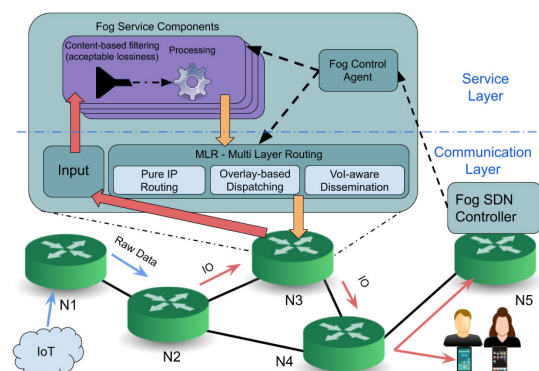 Fog Service Components
Content-based filtering
(acceptable lossiness)
Processing
Fog Control
Agent
Service
Layer
Communication
Layer
Input
MLR - Multi Layer Routing
Pure IP
Routing
Overlay-based
Dispatching
VoI-aware
Dissemination
Fog SDN
Controller
Raw Data
IO
IO
N1
N2
N3
N4
N5
IoT